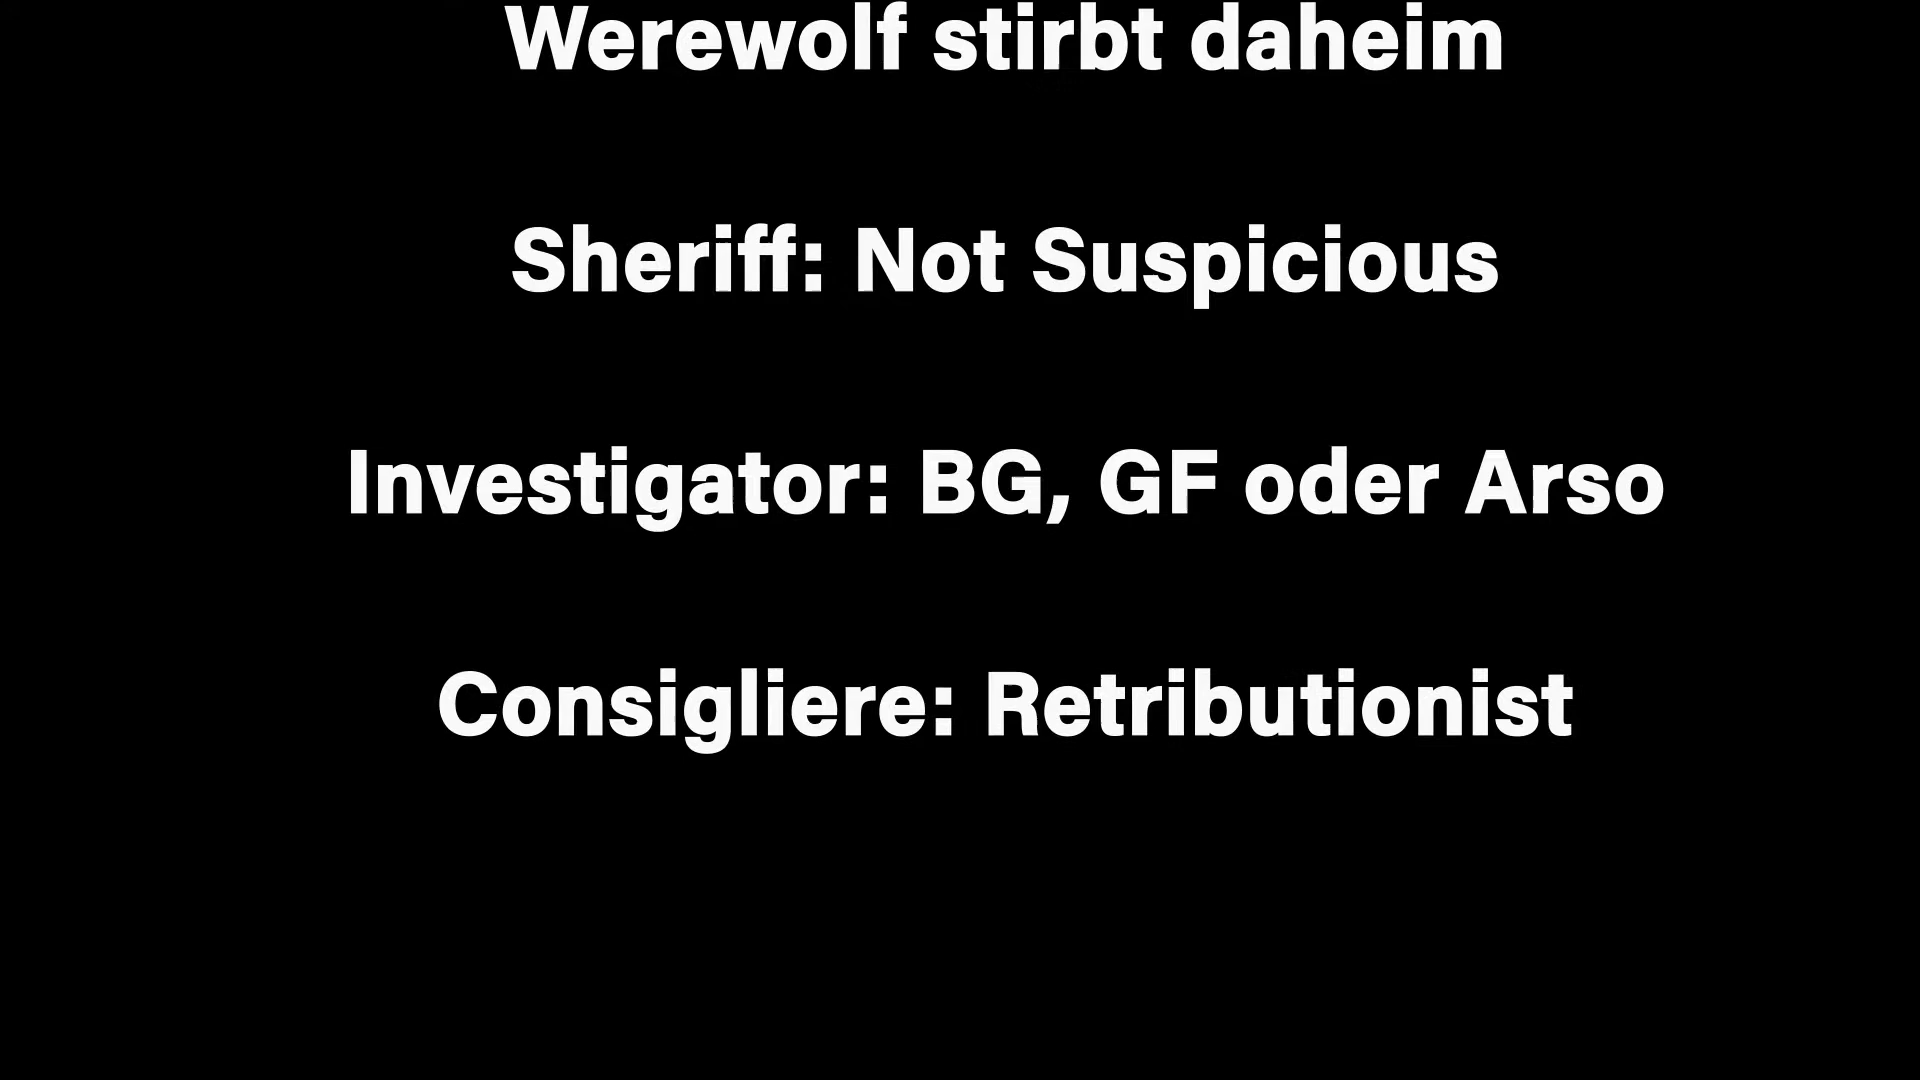 Werewolf stirbt daheim
Sheriff: Not Suspicious
Investigator: BG, GF oder Arso
Consigliere: Retributionist